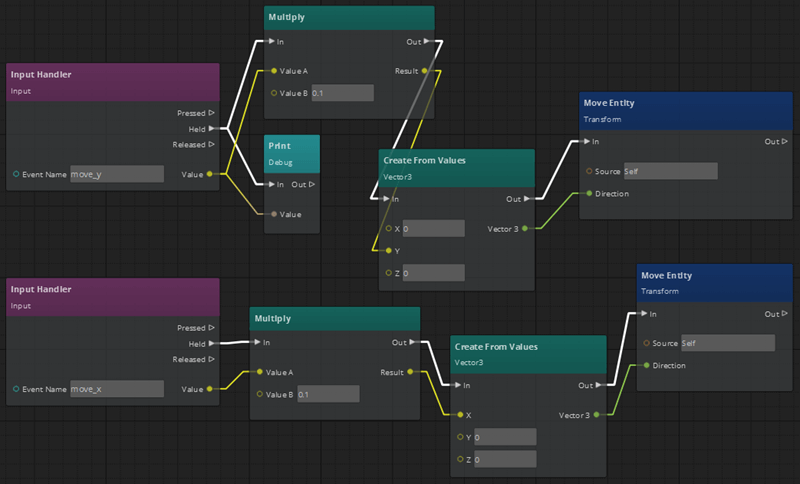 Multiply
In Out
Value A Result
Value B 0.1
Input Handler
Input
Pressed
Held
Released
Event Name move_y Value
Print
Debug
In Out
Value
Create From Values
Vector3
In Out
X 0 Vector 3
Y
Z 0
Move Entity
Transform
In Out
Source Self
Direction
Input Handler
Input
Pressed
Held
Released
Event Name move_x Value
Multiply
In Out
Value A Result
Value B 0.1
Create From Values
Vector3
In Out
X Vector 3
Y 0
Z 0
Move Entity
Transform
In Out
Source Self
Direction